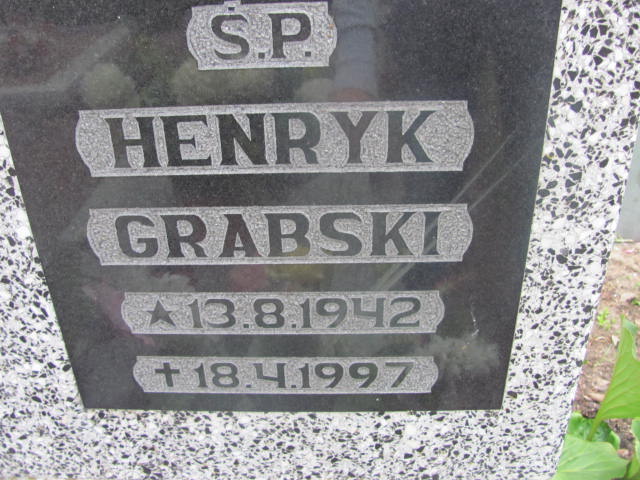 Ś.P.
HENRYK
GRABSKI
★13.8.1942
✝18.4.1997